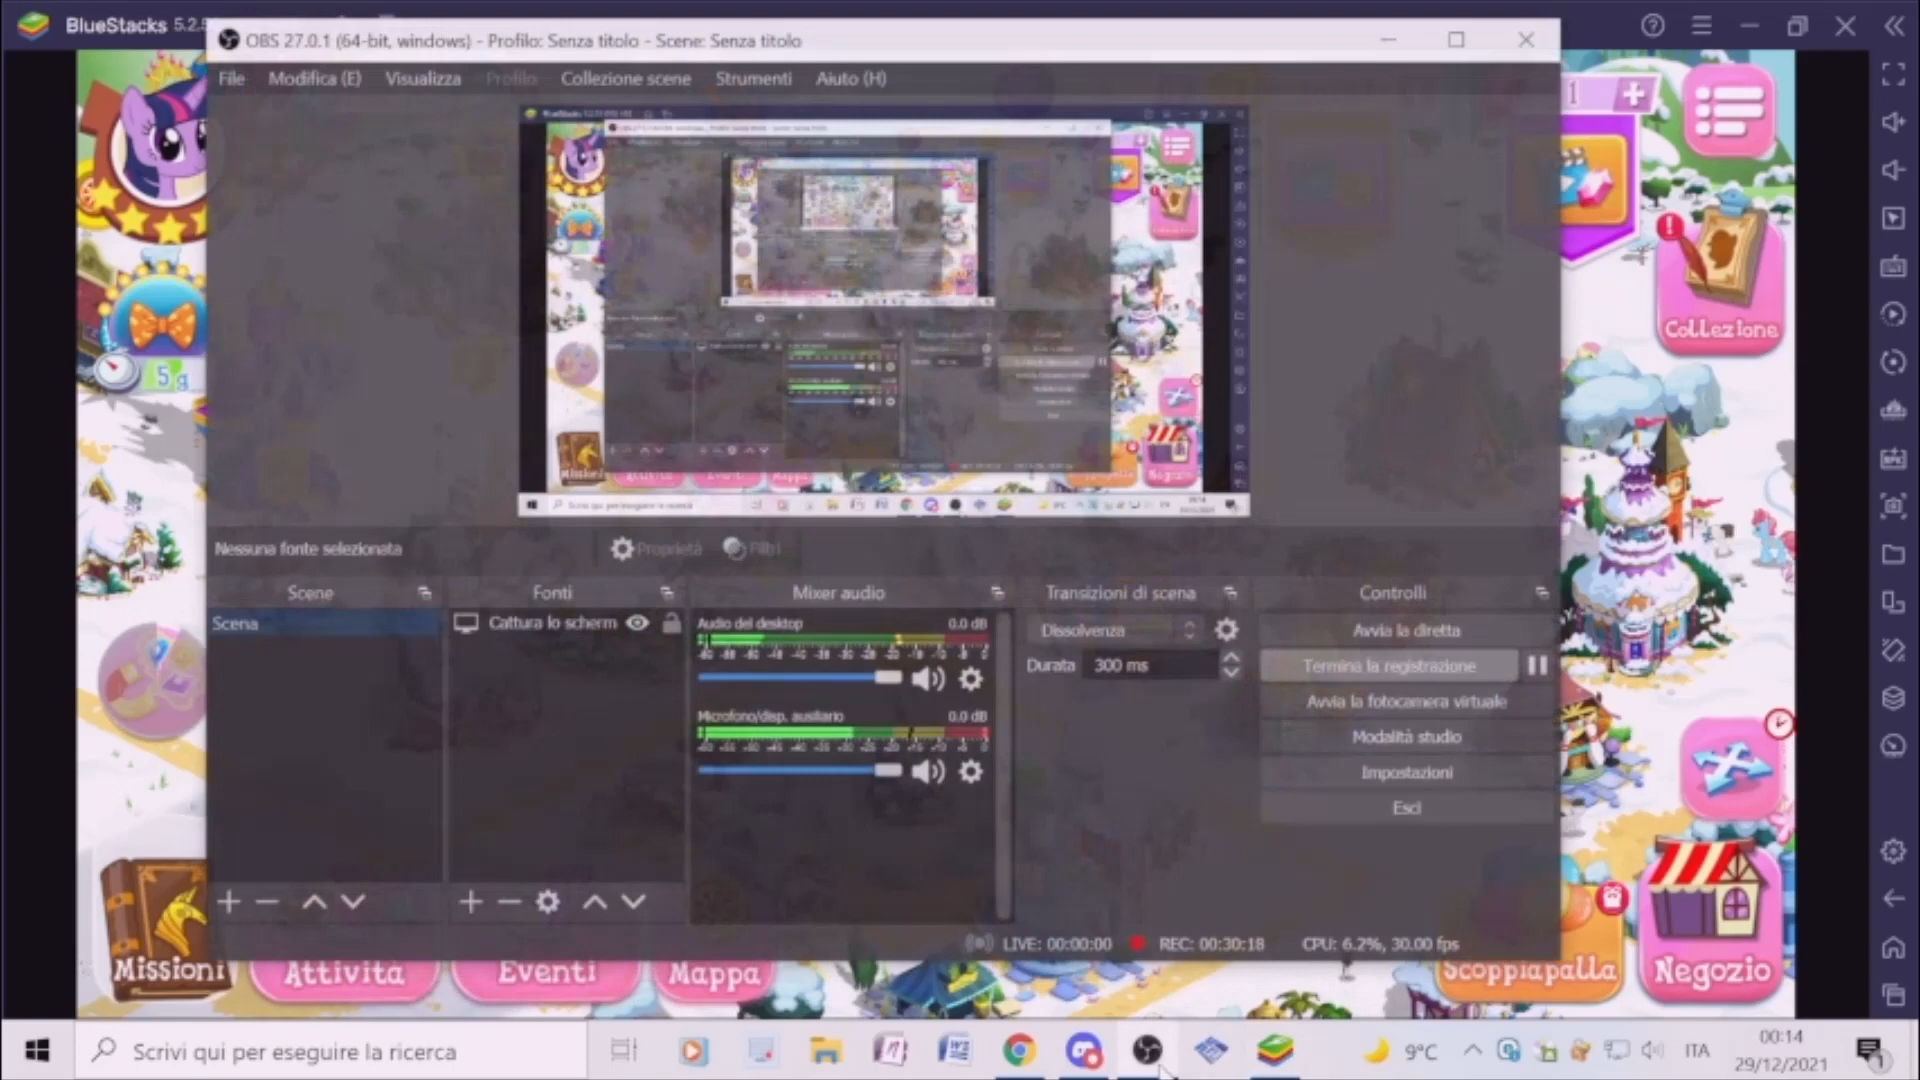 BlueStacks
OBS 27.0.1 (64-bit, windows) - Profilo: Senza titolo - Scene: Senza titolo
File Modifica (E) Visualizza Profilo Collezione scene Strumenti Aiuto (H)
1
Collezione
5g
Nessuna fonte selezionata Proprietà Filtri
Scene Fonti Mixer audio Transizioni di scena Controlli
Scena Cattura lo scherm Audio del desktop 0.0 dB Dissolvenza Avvia la diretta
Durata 300 ms Termina la registrazione
Avvia la fotocamera virtuale
Microfono/disp. ausiliario 0.0 dB
Modalità studio
Impostazioni
Esci
LIVE: 00:00:00 REC: 00:30:18 CPU: 6.2%, 30.00 fps
Missioni Attività Eventi Mappa Scoppiapalla Negozio
Scrivi qui per eseguire la ricerca 9°C ITA 00:14
29/12/2021
1